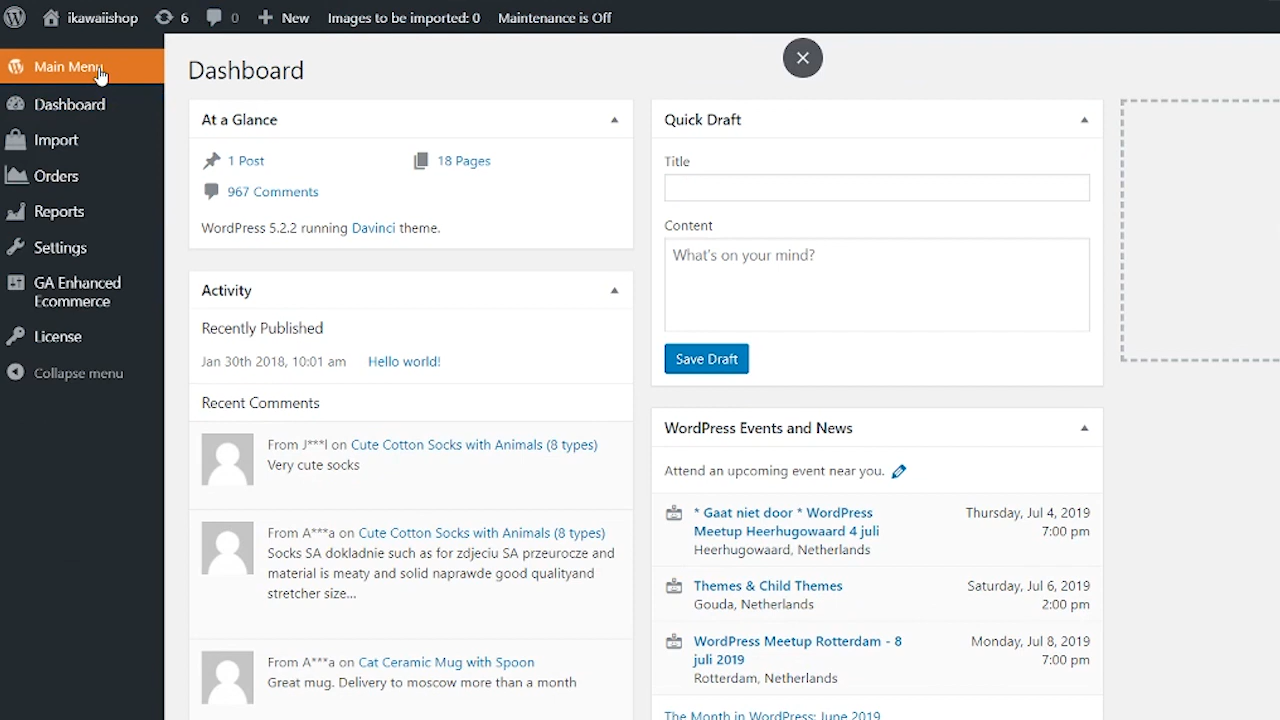 ikawaiishop 6 0 New Images to be imported: 0 Maintenance is Off
Main Menu
Dashboard
Import
Orders
Reports
Settings
GA Enhanced
Ecommerce
License
Collapse menu
Dashboard
At a Glance
1 Post 18 Pages
967 Comments
WordPress 5.2.2 running Davinci theme.
Activity
Recently Published
Jan 30th 2018, 10:01 am Hello world!
Recent Comments
From J***l on Cute Cotton Socks with Animals (8 types)
Very cute socks
From A***a on Cute Cotton Socks with Animals (8 types)
Socks SA dokladnie such as for zdjeciu SA przeurocze and
material is meaty and solid naprawde good qualityand
stretcher size...
From A***a on Cat Ceramic Mug with Spoon
Great mug. Delivery to moscow more than a month
Quick Draft
Title
Content
What's on your mind?
Save Draft
WordPress Events and News
Attend an upcoming event near you.
* Gaat niet door * WordPress
Meetup Heerhugowaard 4 juli
Heerhugowaard, Netherlands
Thursday, Jul 4, 2019
7:00 pm
Themes & Child Themes
Gouda, Netherlands
Saturday, Jul 6, 2019
2:00 pm
WordPress Meetup Rotterdam - 8
juli 2019
Rotterdam, Netherlands
Monday, Jul 8, 2019
7:00 pm
The Month in WordPress: June 2019